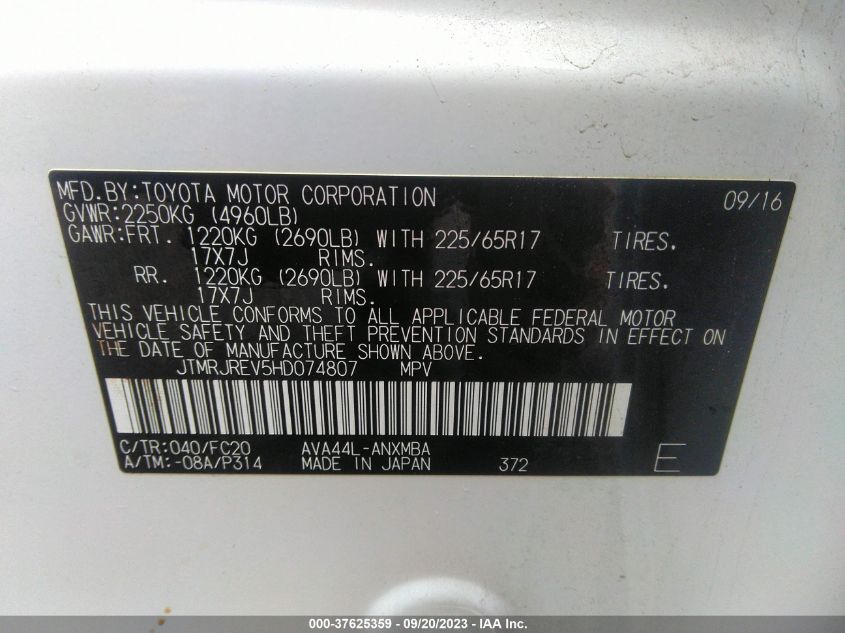 MFD.BY:TOYOTA MOTOR CORPORATION 09/16
GVWR:2250KG (4960LB)
GAWR:FRT. 1220KG (2690LB) WITH 225/65R17 TIRES.
17X7J RIMS.
RR. 1220KG (2690LB) WITH 225/65R17 TIRES.
17X7J RIMS.
THIS VEHICLE CONFORMS TO ALL APPLICABLE FEDERAL MOTOR
VEHICLE SAFETY AND THEFT PREVENTION STANDARDS IN EFFECT ON
THE DATE OF MANUFACTURE SHOWN ABOVE.
JTMRJREV5HD074807 MPV
C/TR:040/FC20 AVA44L-ANXMBA
A/TM:-08A/P314 MADE IN JAPAN 372 E
000-37625359 - 09/20/2023 - IAA Inc.